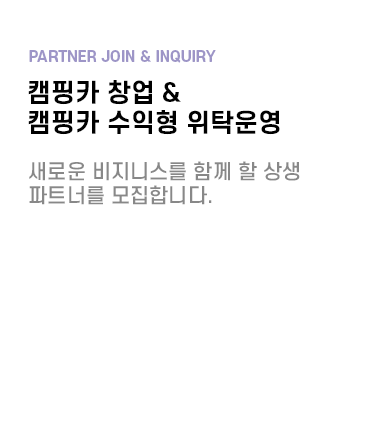 PARTNER JOIN & INQUIRY
캠핑카 창업 &
캠핑카 수익형 위탁운영
새로운 비지니스를 함께 할 상생
파트너를 모집합니다.